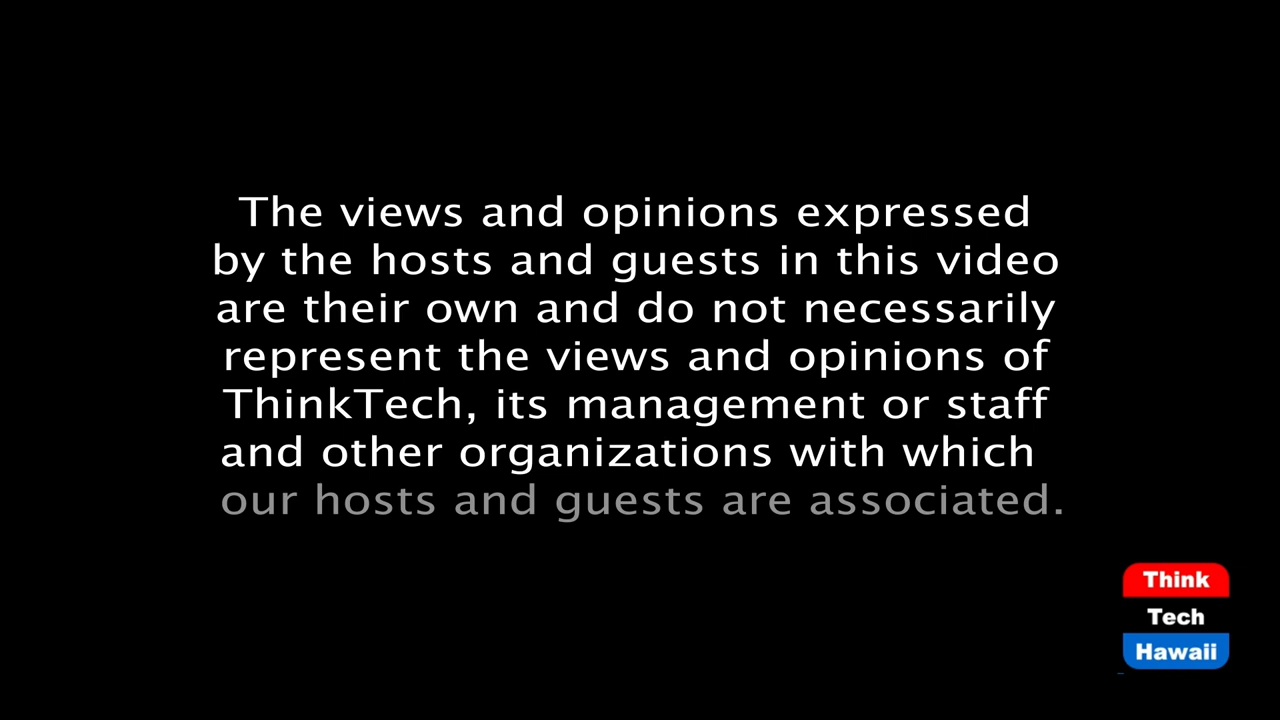 The views and opinions expressed
by the hosts and guests in this video
are their own and do not necessarily
represent the views and opinions of
ThinkTech, its management or staff
and other organizations with which
our hosts and guests are associated.
Think
Tech
Hawaii